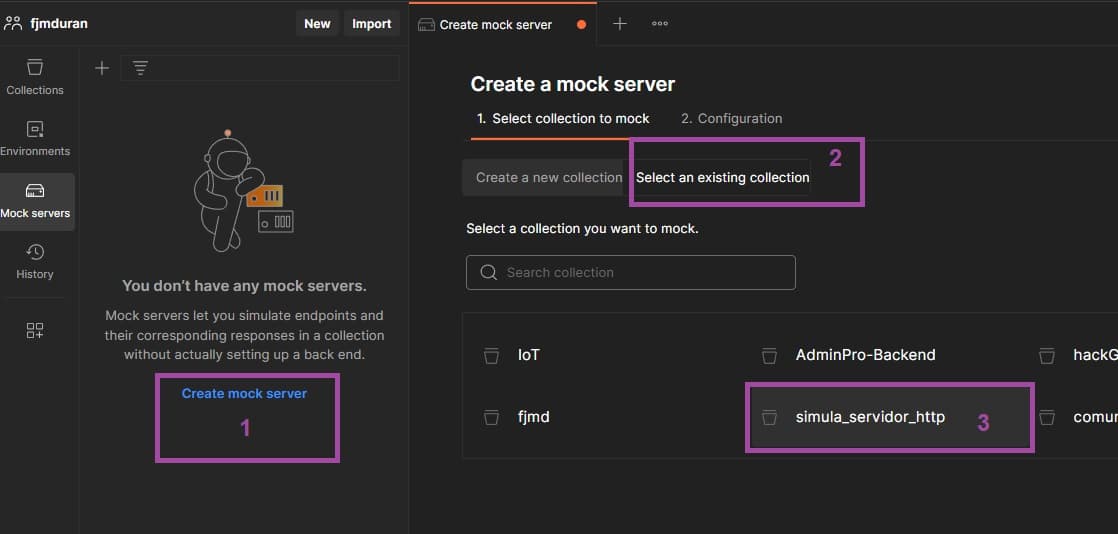 fjmduran
New
Import
Create mock server
Collections
Environments
Mock servers
History
You don't have any mock servers.
Mock servers let you simulate endpoints and
their corresponding responses in a collection
without actually setting up a back end.
Create mock server
1
Create a mock server
1. Select collection to mock
2. Configuration
Create a new collection
Select an existing collection
2
Select a collection you want to mock.
Search collection
IoT
AdminPro-Backend
hackG
fjmd
simula_servidor_http
3
comun